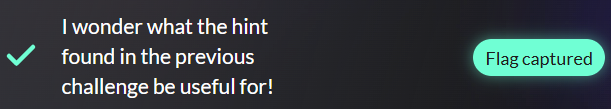 I wonder what the hint
found in the previous
challenge be useful for!
Flag captured